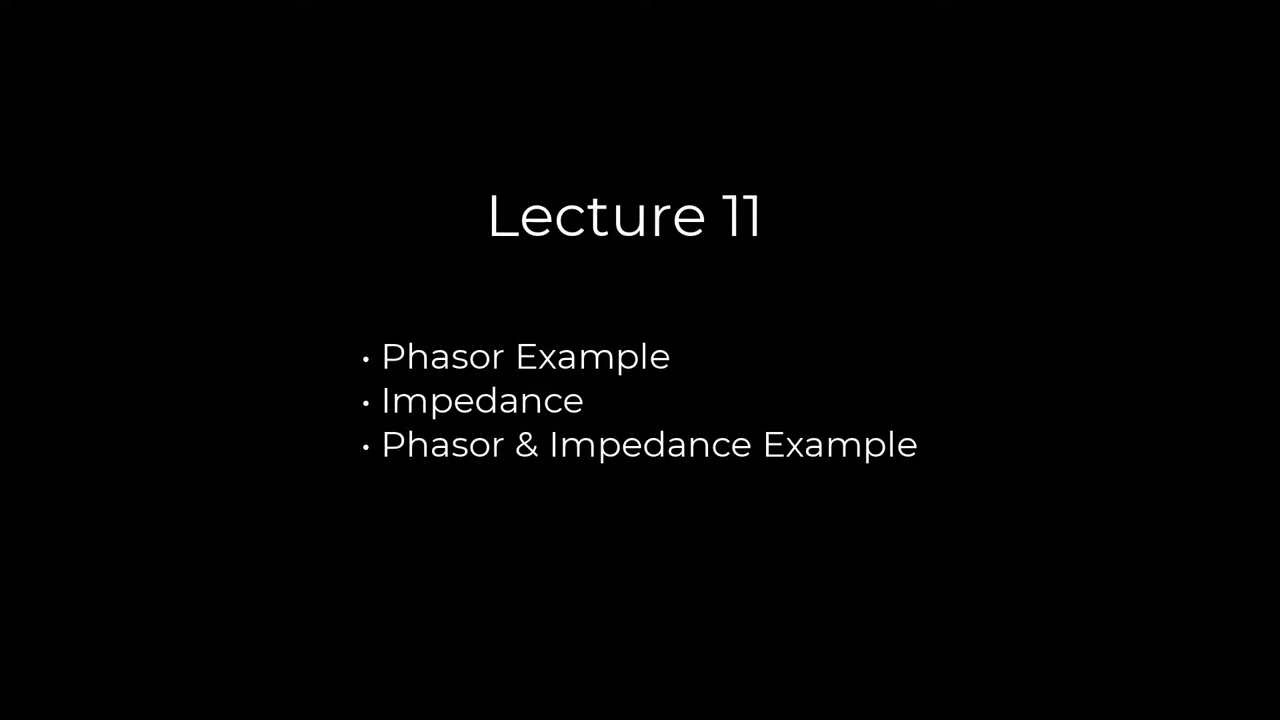 Lecture 11
• Phasor Example
• Impedance
• Phasor & Impedance Example